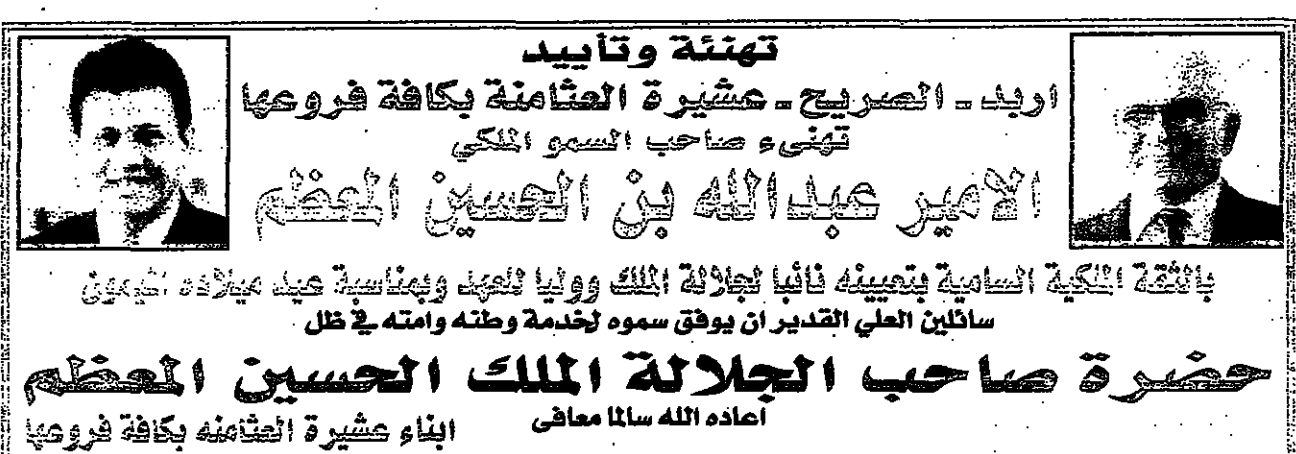 تهنئة وتأييد
اربد - الصريح - عشيرة العثامنة بكافة فروعها
تهنىء صاحب السمو الملكي
الامير عبدالله بن الحسين المعظم
بالثقة الملكية السامية بتعيينه نائبا لجلالة الملك ووليا للعهد وبمناسبة عيد ميلاده الميمون
سائلين العلي القدير ان يوفق سموه لخدمة وطنه وامته في ظل
حضرة صاحب الجلالة الملك الحسين المعظم
اعاده الله سالما معافى
ابناء عشيرة العثامنه بكافة فروعها